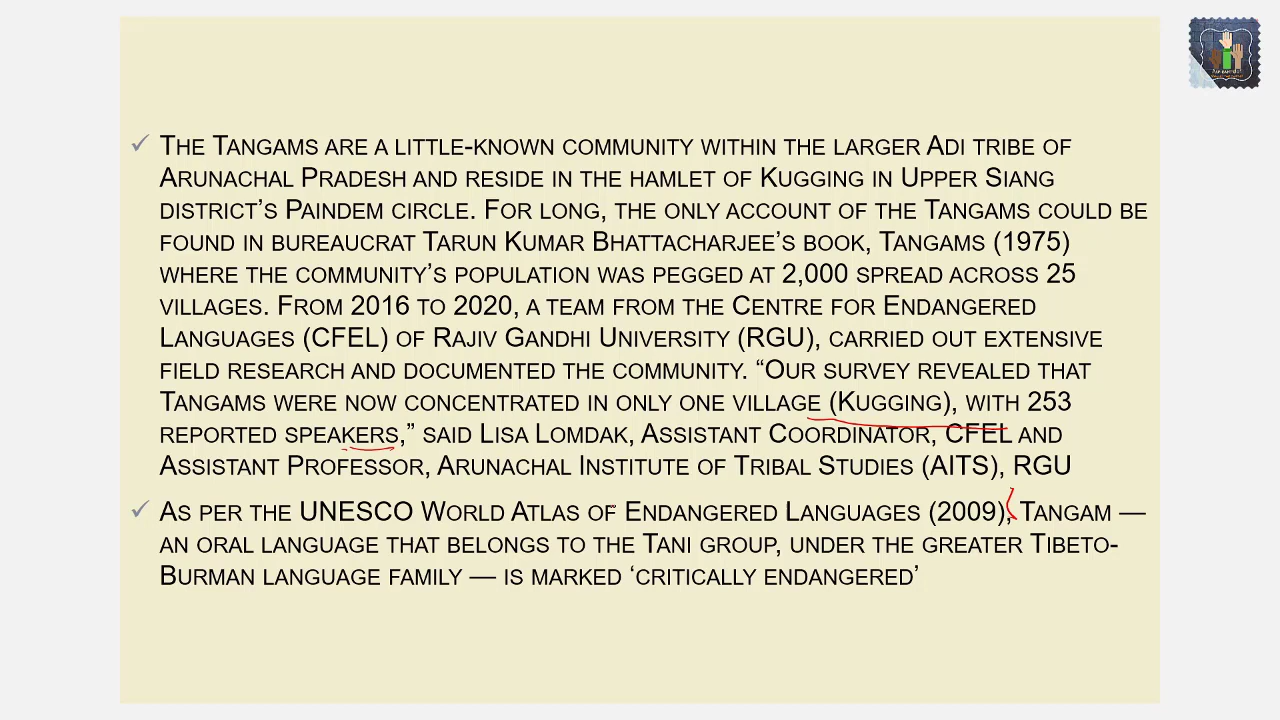 ✓ The Tangams are a little-known community within the larger Adi tribe of
Arunachal Pradesh and reside in the hamlet of Kugging in Upper Siang
district’s Paindem circle. For long, the only account of the Tangams could be
found in bureaucrat Tarun Kumar Bhattacharjee’s book, Tangams (1975)
where the community’s population was pegged at 2,000 spread across 25
villages. From 2016 to 2020, a team from the Centre for Endangered
Languages (CFEL) of Rajiv Gandhi University (RGU), carried out extensive
field research and documented the community. “Our survey revealed that
Tangams were now concentrated in only one village (Kugging), with 253
reported speakers,” said Lisa Lomdak, Assistant Coordinator, CFEL and
Assistant Professor, Arunachal Institute of Tribal Studies (AITS), RGU
✓ As per the UNESCO World Atlas of Endangered Languages (2009), Tangam —
an oral language that belongs to the Tani group, under the greater Tibeto-
Burman language family — is marked ‘critically endangered’